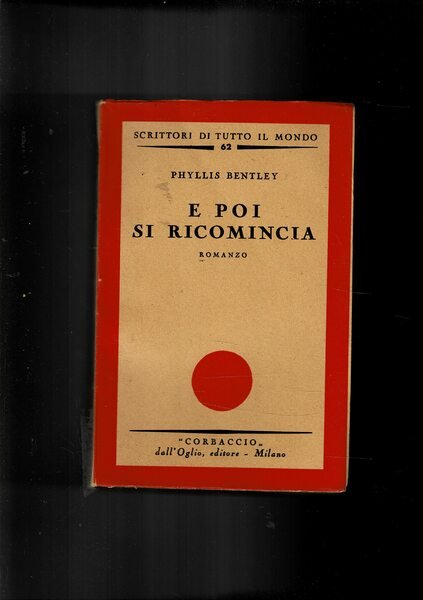 SCRITTORI DI TUTTO IL MONDO
62
PHYLLIS BENTLEY
E POI
SI RICOMINCIA
ROMANZO
"CORBACCIO„
dall'Oglio, editore - Milano